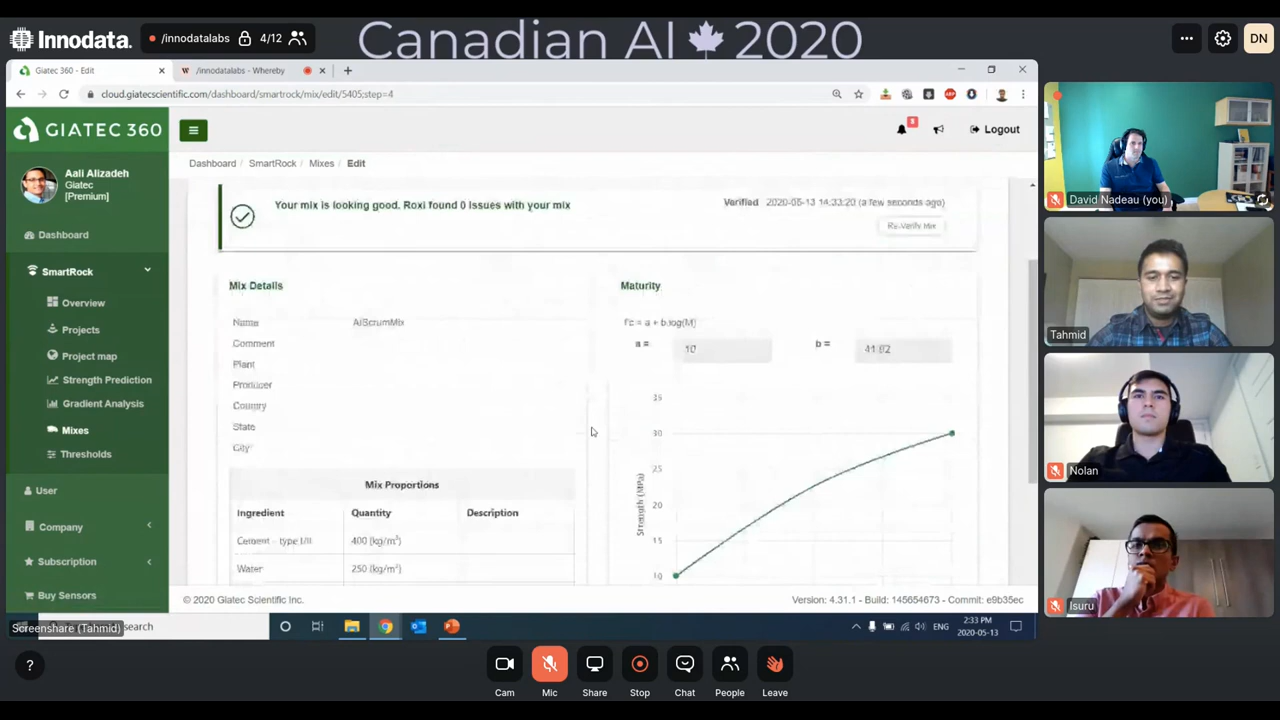 Canadian AI 2020
Innodata.
/innodatalabs 4/12
DN
Giatec 360 - Edit
/innodatalabs - Whereby
cloud.giatecscientific.com/dashboard/smartrock/mix/edit/5405;step=4
GIATEC 360
Logout
Aali Alizadeh
Giatec
[Premium]
Dashboard
SmartRock
Overview
Projects
Project map
Strength Prediction
Gradient Analysis
Mixes
Thresholds
User
Company
Subscription
Buy Sensors
Dashboard / SmartRock / Mixes / Edit
Your mix is looking good. Roxi found 0 issues with your mix
Verified 2020-05-13 14:33:20 (a few seconds ago)
Re-Verify Mix
Mix Details
Name AiScrumMix
Comment
Plant
Producer
Country
State
City
Mix Proportions
Ingredient Quantity Description
Cement - type I/II 400 (kg/m³)
Water 250 (kg/m³)
Maturity
a = 10 b =
35
30
25
20
15
10
Strength (MPa)
© 2020 Giatec Scientific Inc.
Version: 4.31.1 - Build: 145654673 - Commit: e9b35ec
Screenshare (Tahmid)
search
ENG
2:33 PM
2020-05-13
David Nadeau (you)
Tahmid
Nolan
Isuru
?
Cam
Mic
Share
Stop
Chat
People
Leave